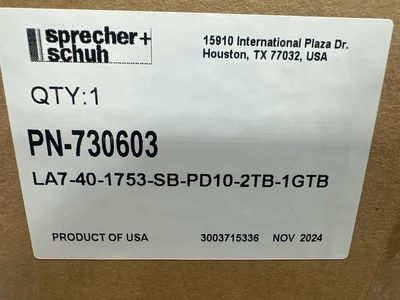 sprecher+
schuh
15910 International Plaza Dr.
Houston, TX 77032, USA
QTY:1
PN-730603
LA7-40-1753-SB-PD10-2TB-1GTB
PRODUCT OF USA 3003715336 NOV 2024